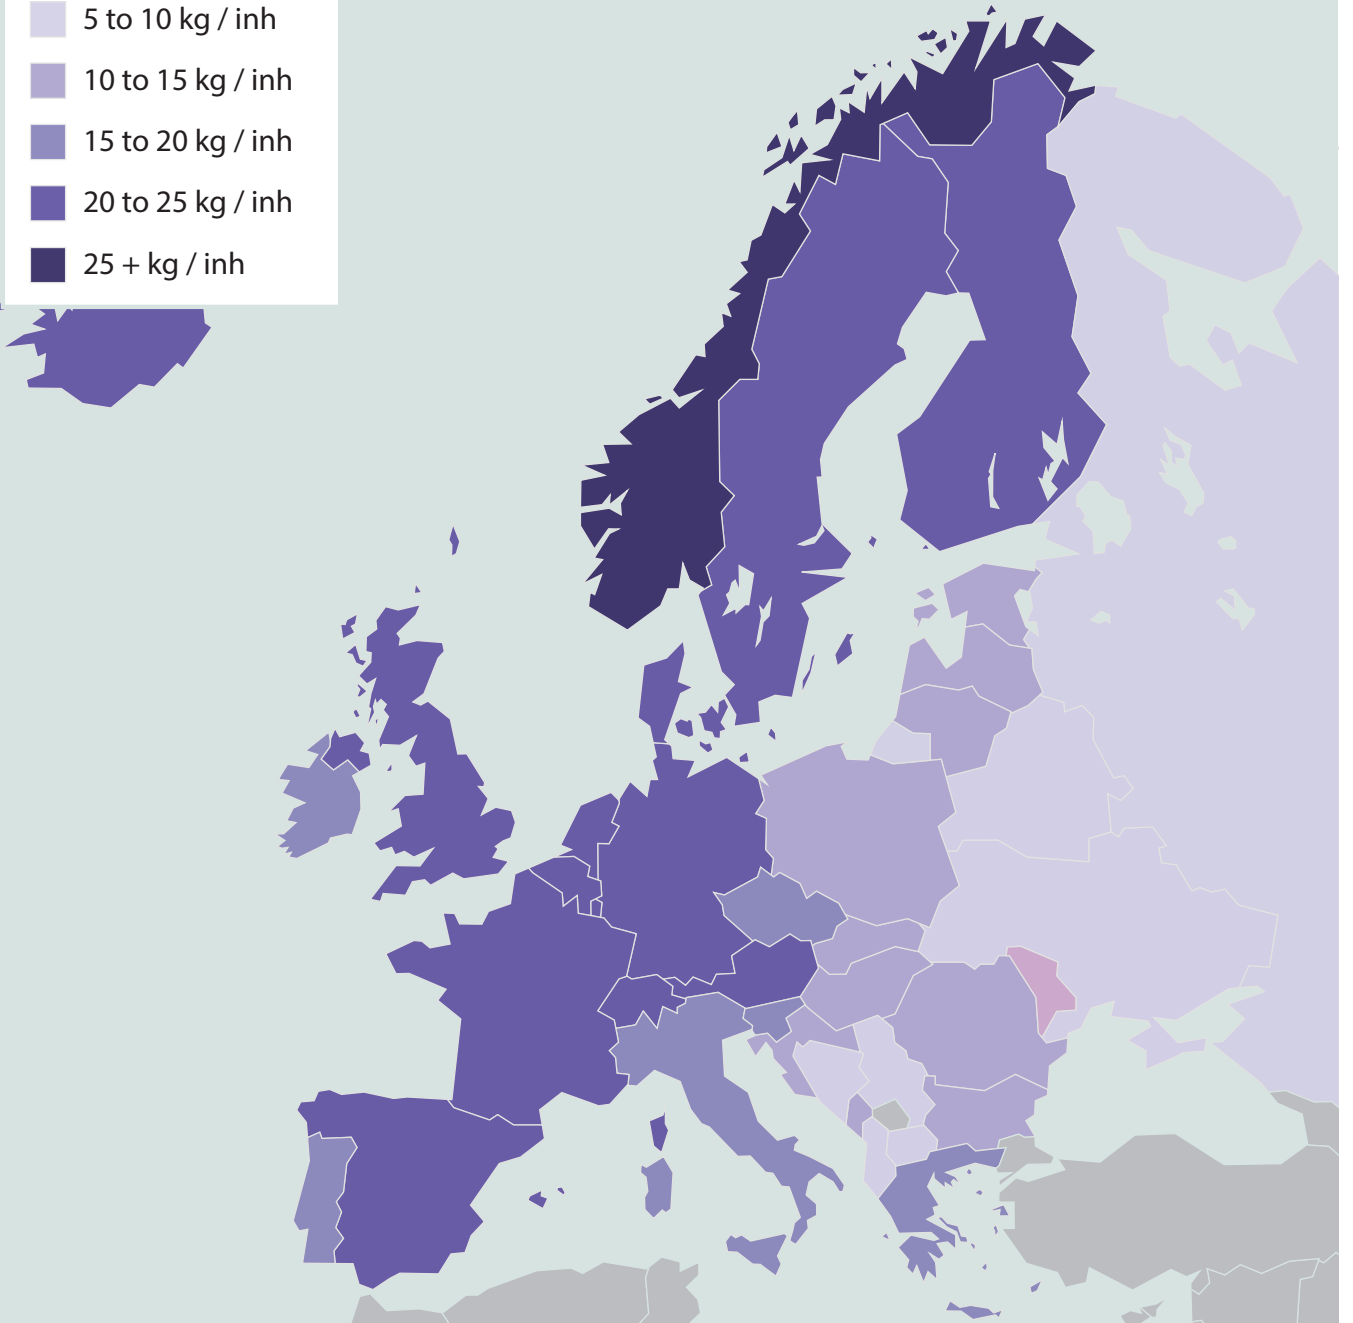 5 to 10 kg / inh
10 to 15 kg / inh
15 to 20 kg / inh
20 to 25 kg / inh
25 + kg / inh